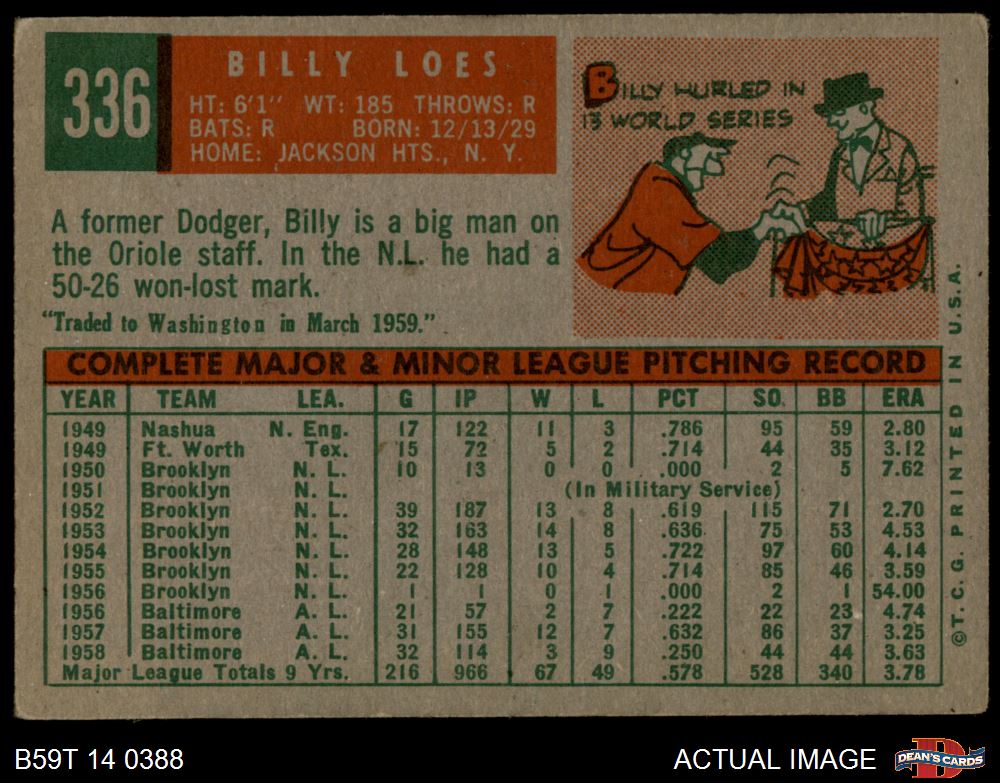 336
BILLY LOES
HT: 6'1" WT: 185 THROWS: R
BATS: R BORN: 12/13/29
HOME: JACKSON HTS., N. Y.
BILLY HURLED IN
13 WORLD SERIES
A former Dodger, Billy is a big man on
the Oriole staff. In the N.L. he had a
50-26 won-lost mark.
"Traded to Washington in March 1959."
COMPLETE MAJOR & MINOR LEAGUE PITCHING RECORD
YEAR TEAM LEA. G IP W L PCT SO. BB ERA
1949 Nashua N. Eng. 17 122 11 3 .786 95 59 2.80
1949 Ft. Worth Tex. 15 72 5 2 .714 44 35 3.12
1950 Brooklyn N. L. 10 13 0 0 .000 2 5 7.62
1951 Brooklyn N. L. (In Military Service)
1952 Brooklyn N. L. 39 187 13 8 .619 115 71 2.70
1953 Brooklyn N. L. 32 163 14 8 .636 75 53 4.53
1954 Brooklyn N. L. 28 148 13 5 .722 97 60 4.14
1955 Brooklyn N. L. 22 128 10 4 .714 85 46 3.59
1956 Brooklyn N. L. 1 1 0 1 .000 2 1 54.00
1956 Baltimore A. L. 21 57 2 7 .222 22 23 4.74
1957 Baltimore A. L. 31 155 12 7 .632 86 37 3.25
1958 Baltimore A. L. 32 114 3 9 .250 44 44 3.63
Major League Totals 9 Yrs. 216 966 67 49 .578 528 340 3.78
©T.C.G. PRINTED IN U.S.A.
B59T 14 0388
ACTUAL IMAGE
DEAN'S CARDS